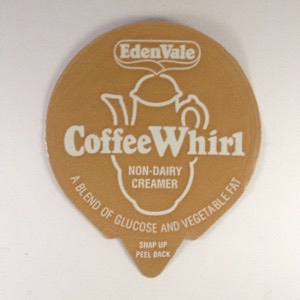 EdenVale
CoffeeWhirl
NON-DAIRY
CREAMER
A BLEND OF GLUCOSE AND VEGETABLE FAT
SNAP UP
PEEL BACK